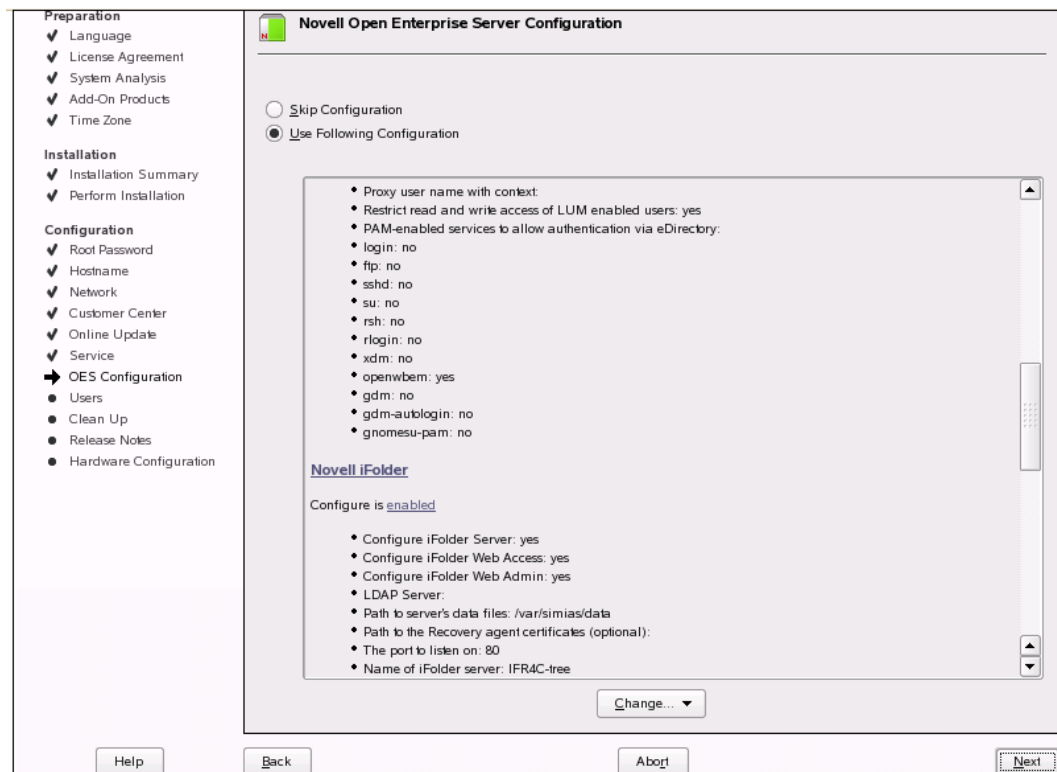 Preparation
Language
License Agreement
System Analysis
Add-On Products
Time Zone
Installation
Installation Summary
Perform Installation
Configuration
Root Password
Hostname
Network
Customer Center
Online Update
Service
OES Configuration
Users
Clean Up
Release Notes
Hardware Configuration
N
Novell Open Enterprise Server Configuration
Skip Configuration
Use Following Configuration
Proxy user name with context:
Restrict read and write access of LUM enabled users: yes
PAM-enabled services to allow authentication via eDirectory:
login: no
ftp: no
sshd: no
su: no
rsh: no
rlogin: no
xdm: no
openwbem: yes
gdm: no
gdm-autologin: no
gnomesu-pam: no
Novell iFolder
Configure is enabled
Configure iFolder Server: yes
Configure iFolder Web Access: yes
Configure iFolder Web Admin: yes
LDAP Server:
Path to server's data files: /var/simias/data
Path to the Recovery agent certificates (optional):
The port to listen on: 80
Name of iFolder server: IFR4C-tree
Change...
Help
Back
Abort
Next